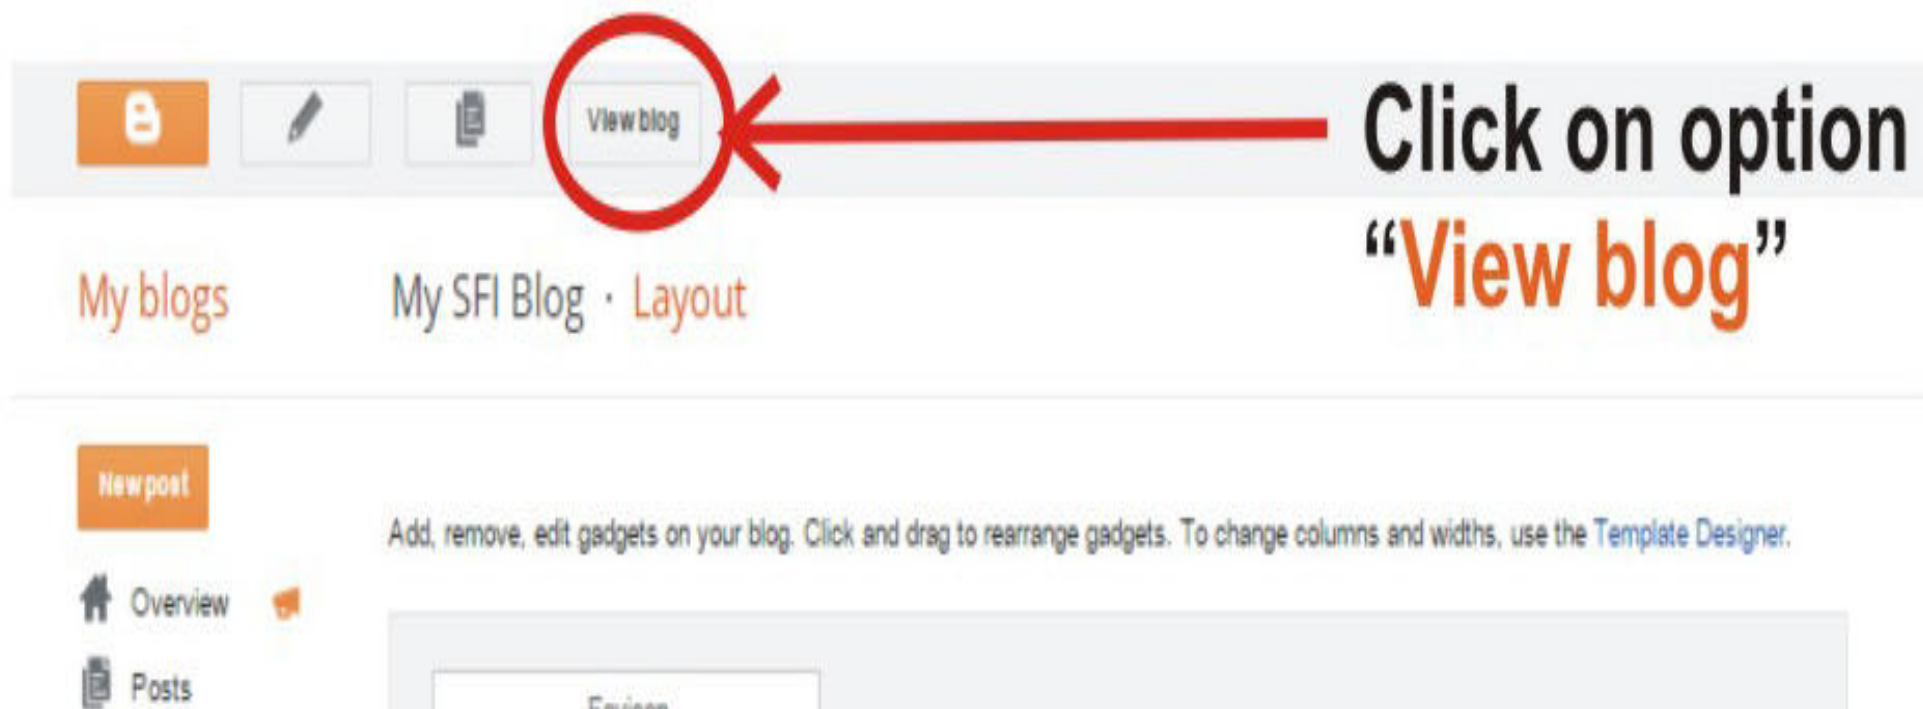 View blog
Click on option
“View blog”
My blogs
My SFI Blog · Layout
New post
Add, remove, edit gadgets on your blog. Click and drag to rearrange gadgets. To change columns and widths, use the Template Designer.
Overview
Posts
Favicon